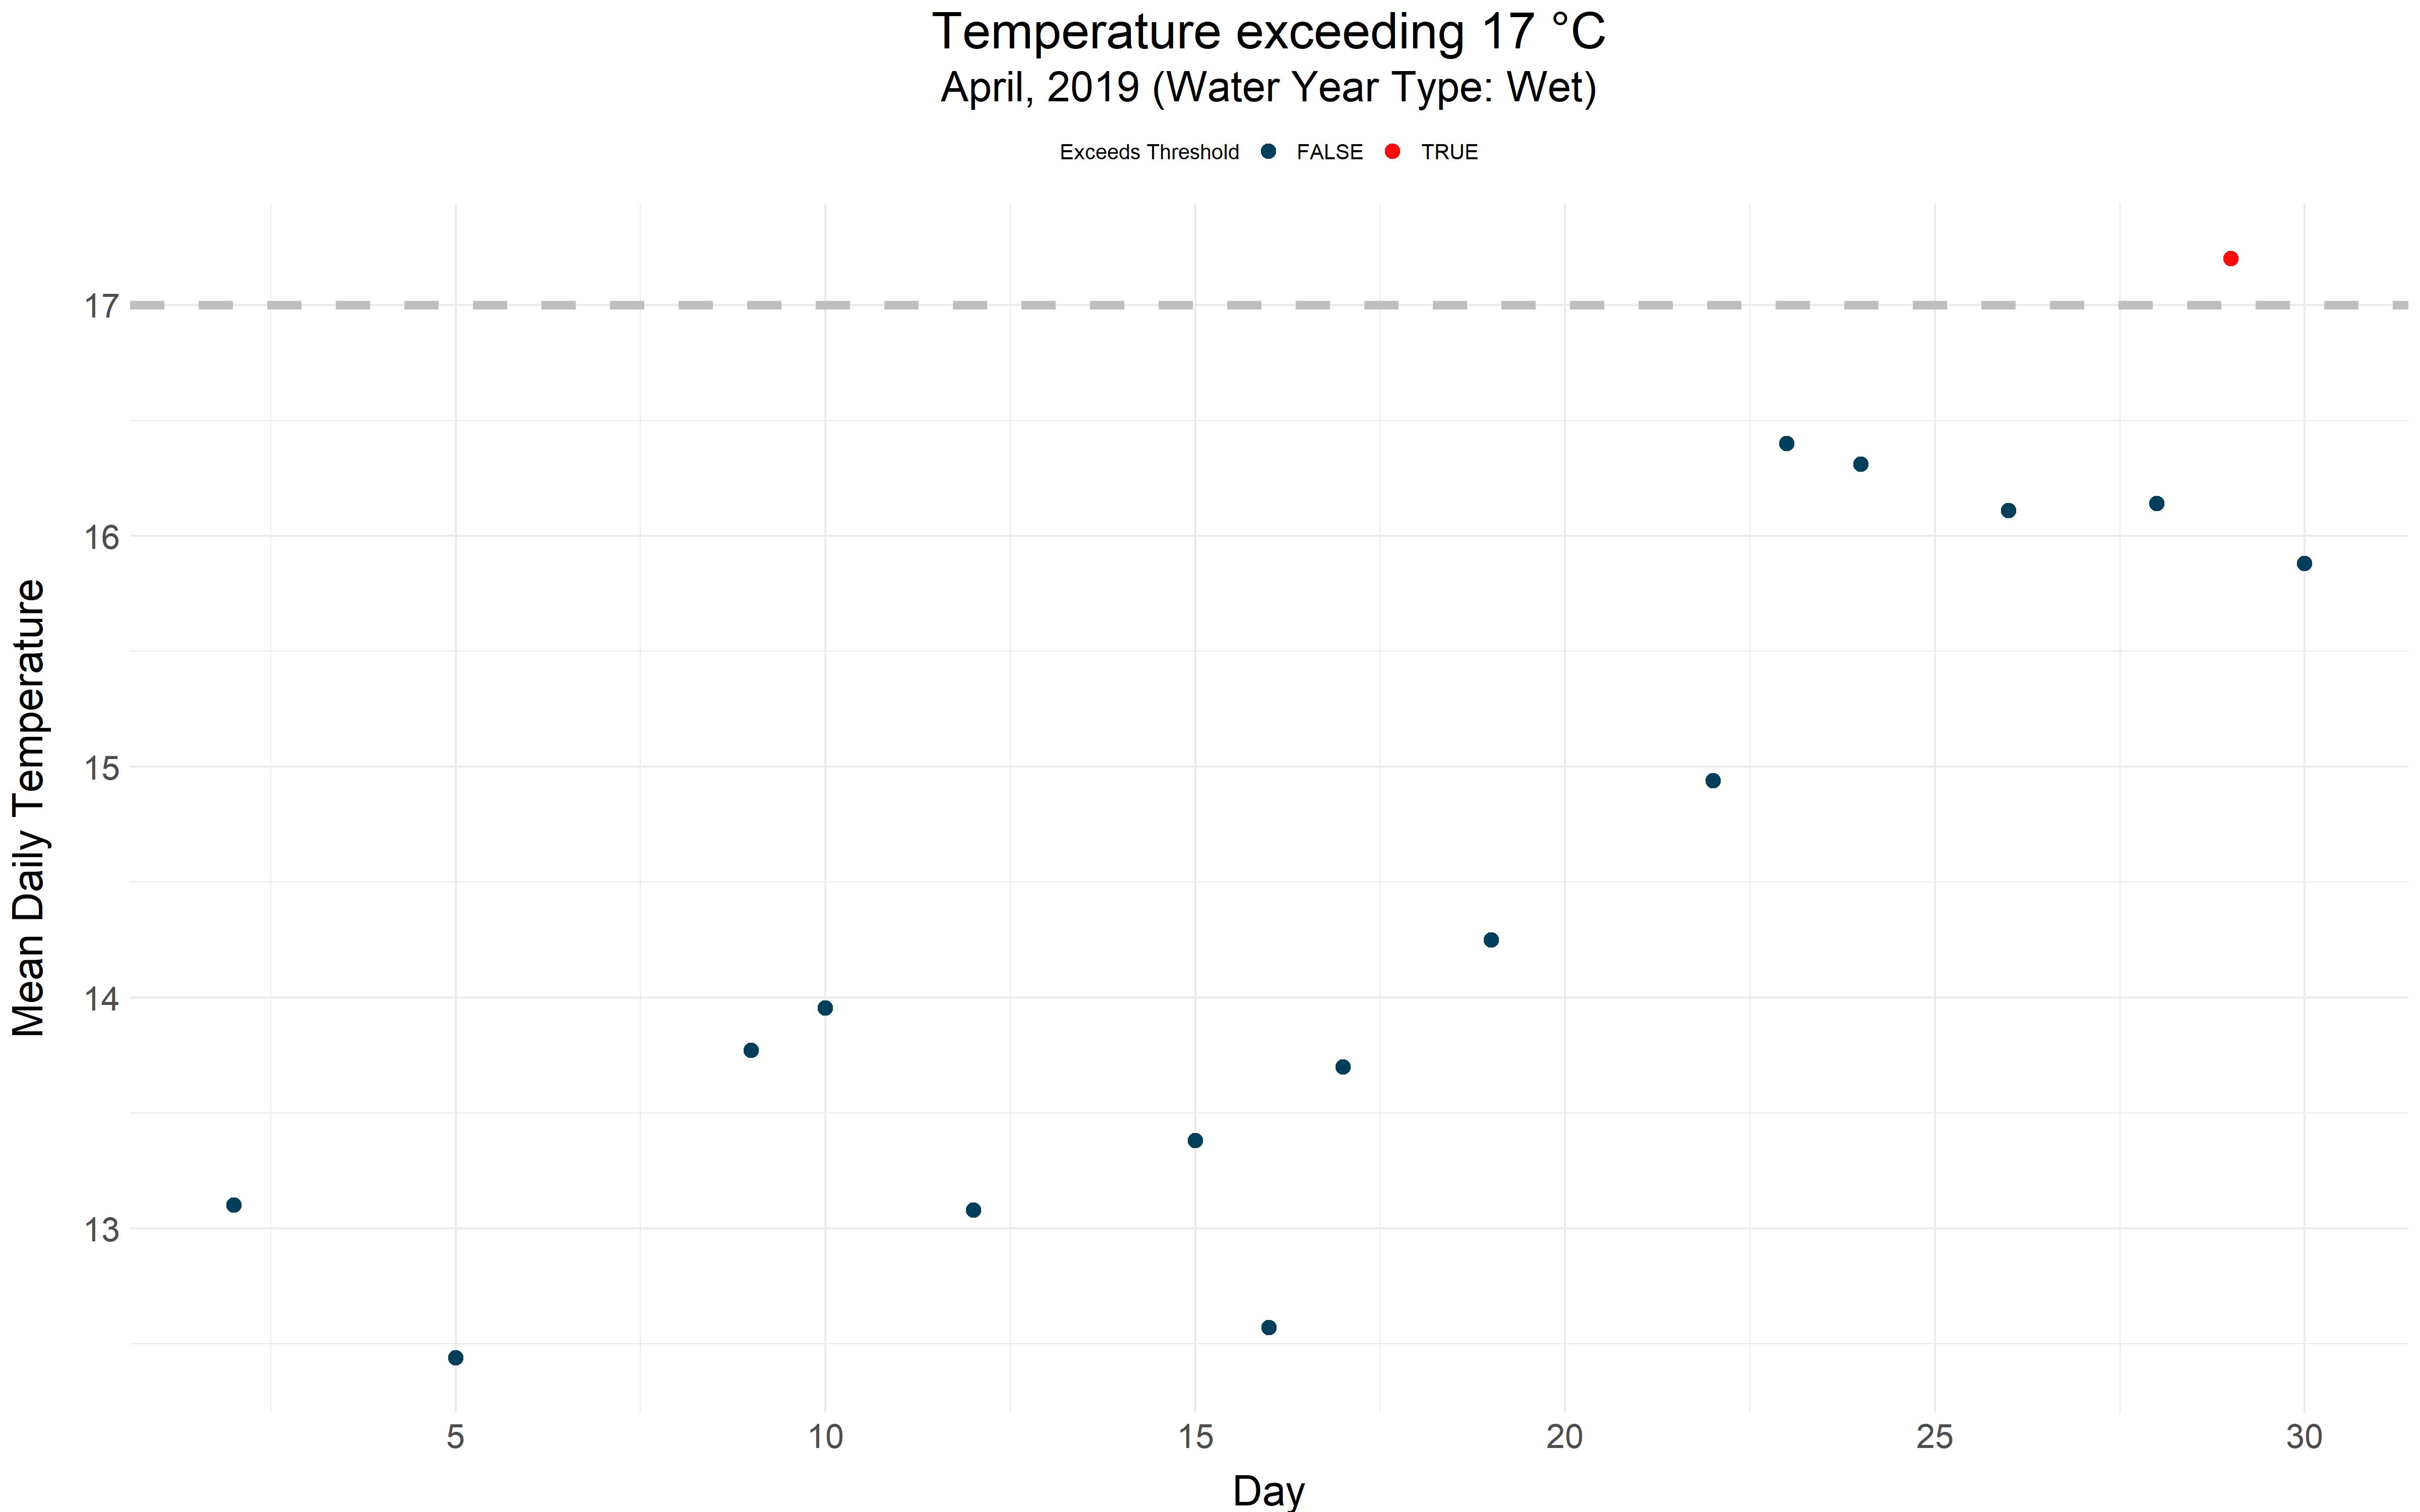 Temperature exceeding 17 °C
April, 2019 (Water Year Type: Wet)
Exceeds Threshold FALSE TRUE
17
16
15
14
13
Mean Daily Temperature
5 10 15 20 25 30
Day